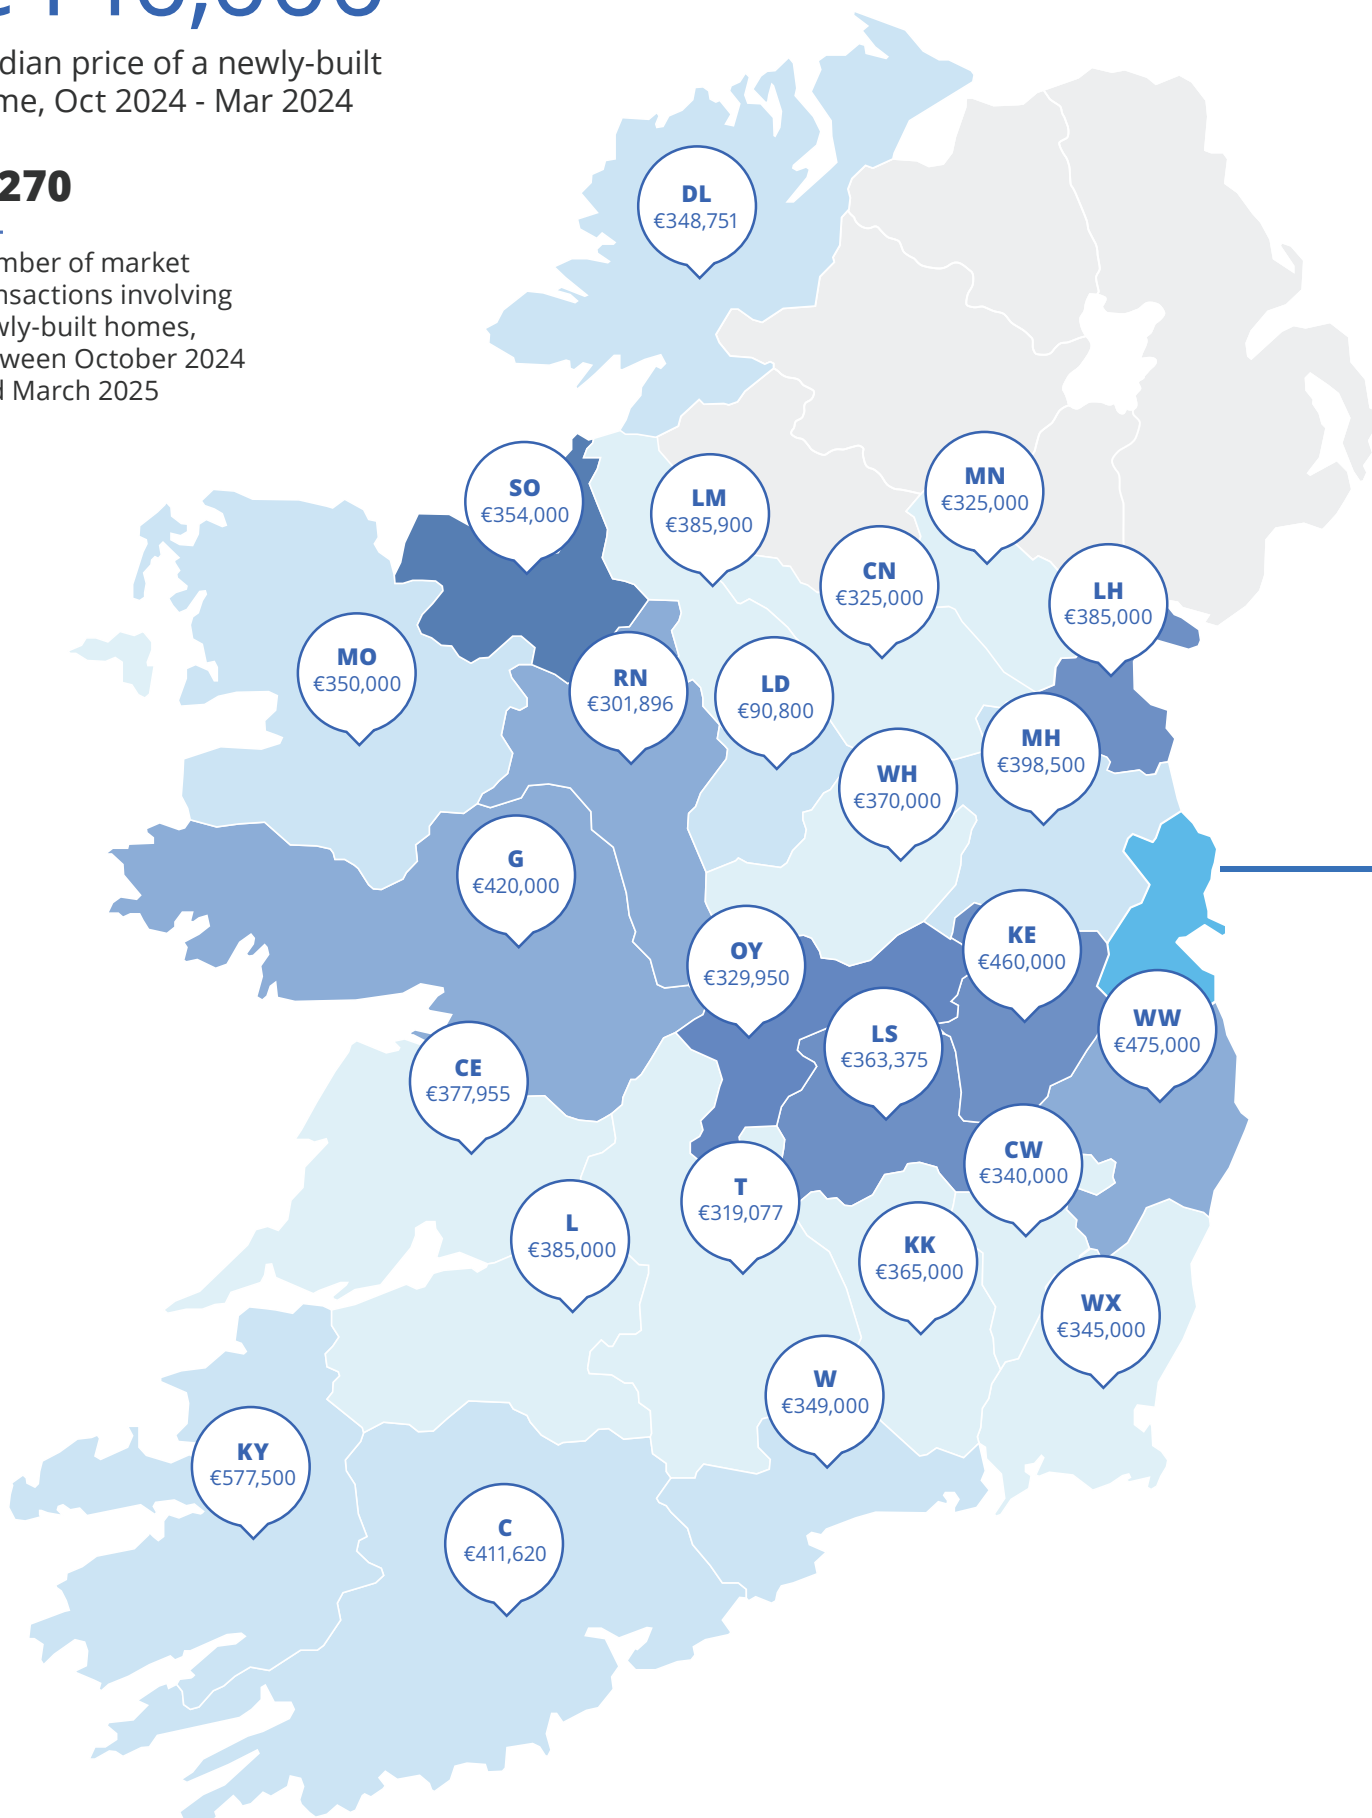 dian price of a newly-built
me, Oct 2024 - Mar 2024
270
mber of market
nsactions involving
wly-built homes,
ween October 2024
d March 2025
DL
€348,751
SO
€354,000
LM
€385,900
MN
€325,000
CN
€325,000
LH
€385,000
MO
€350,000
RN
€301,896
LD
€90,800
MH
€398,500
WH
€370,000
G
€420,000
OY
€329,950
KE
€460,000
LS
€363,375
WW
€475,000
CE
€377,955
CW
€340,000
T
€319,077
L
€385,000
KK
€365,000
WX
€345,000
W
€349,000
KY
€577,500
C
€411,620